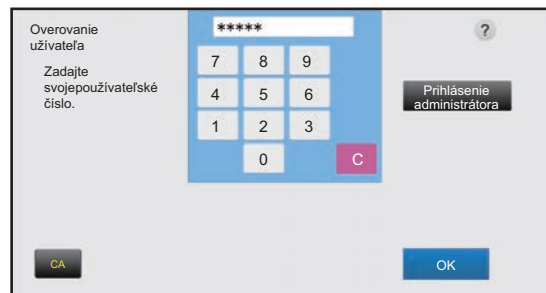 Overovanie
užívateľa
Zadajte
svojepoužívateľské
číslo.
*****
7 8 9
4 5 6
1 2 3
0 C
?
Prihlásenie
administrátora
CA
OK